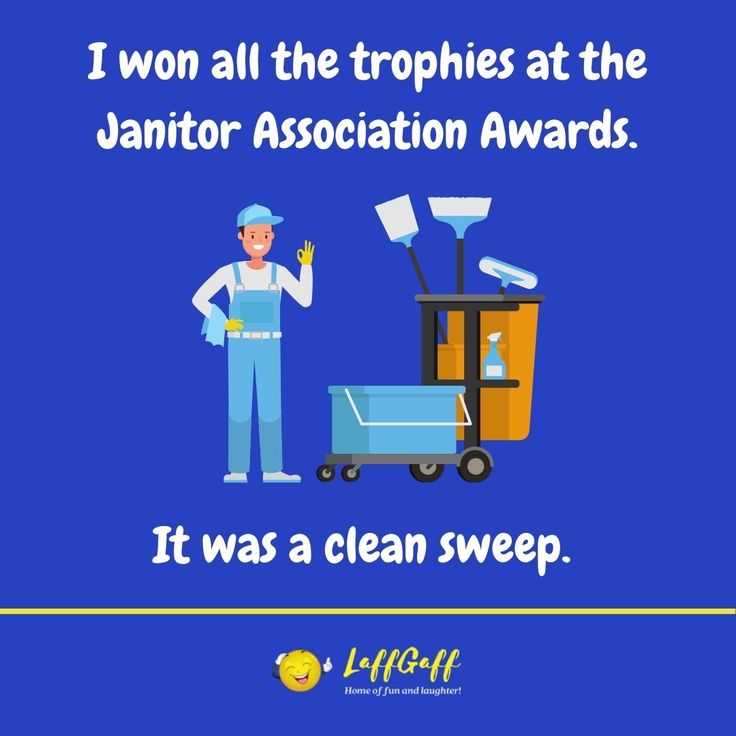 I won all the trophies at the
Janitor Association Awards.
It was a clean sweep.
LaffGaff
Home of fun and laughter!